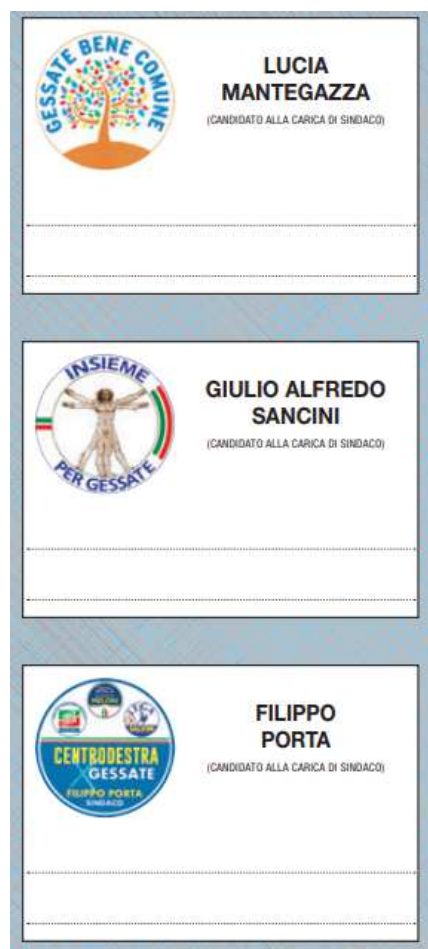 GESSATE BENE COMUNE
LUCIA
MANTEGAZZA
(CANDIDATO ALLA CARICA DI SINDACO)
INSIEME
PER GESSATE
GIULIO ALFREDO
SANCINI
(CANDIDATO ALLA CARICA DI SINDACO)
CENTRODESTRA
GESSATE
FILIPPO PORTA
SINDACO
FILIPPO
PORTA
(CANDIDATO ALLA CARICA DI SINDACO)